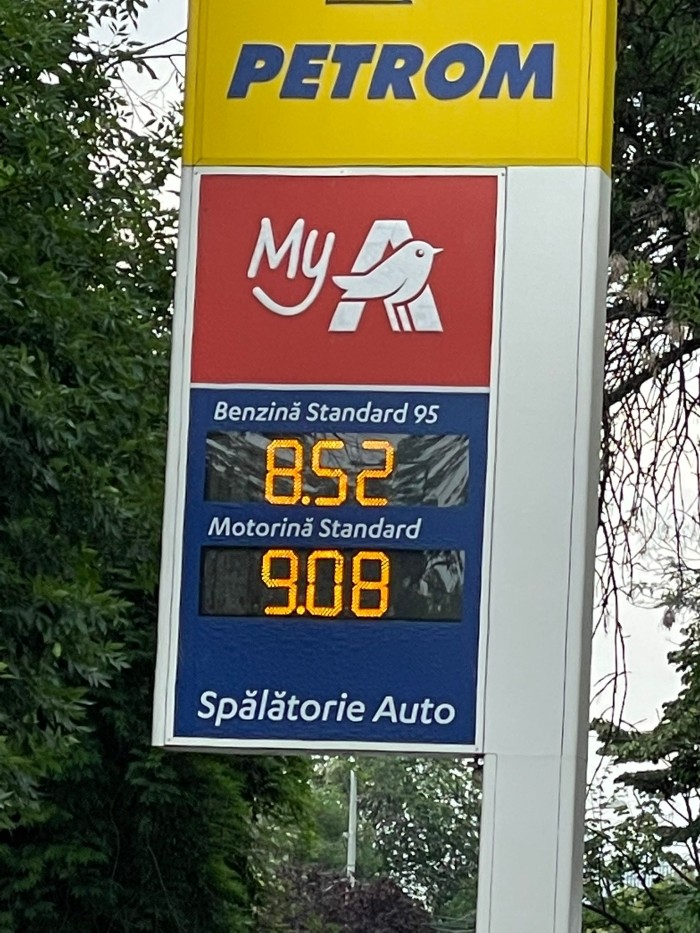 PETROM
My A
Benzină Standard 95
8.52
Motorină Standard
9.08
Spălătorie Auto